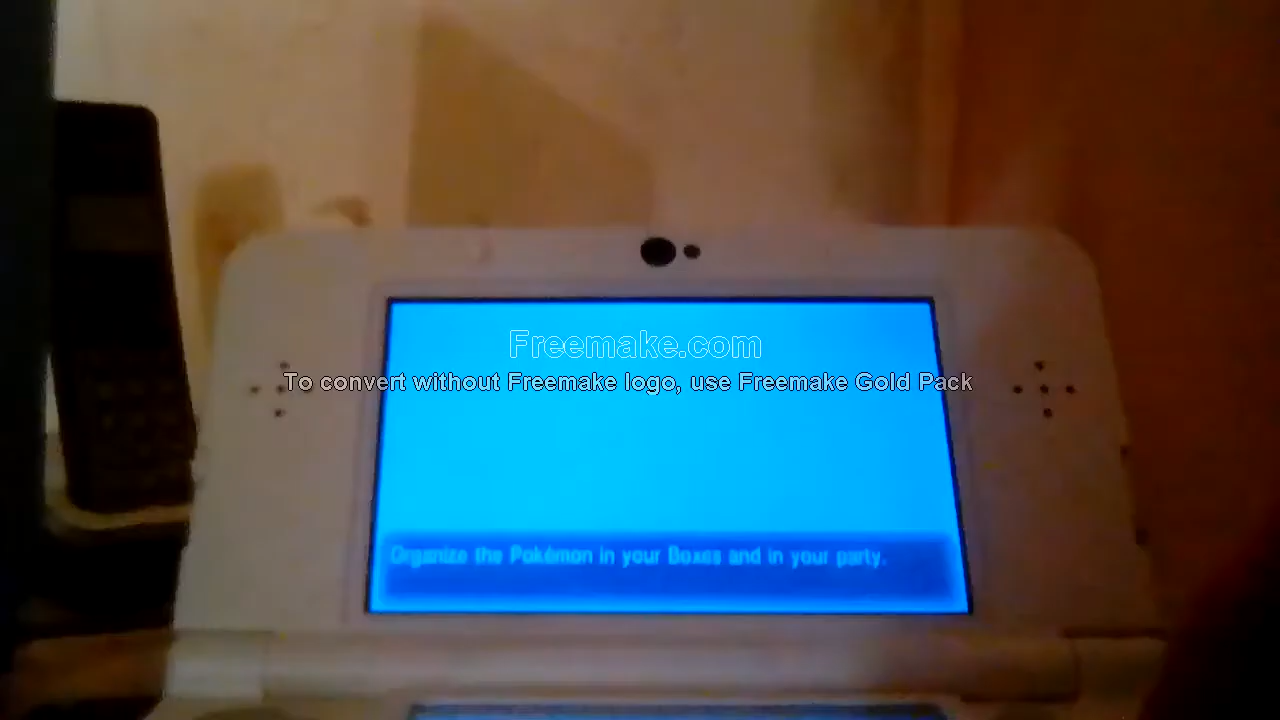 Freemake.com
To convert without Freemake logo, use Freemake Gold Pack
Organize the Pokémon in your Boxes and in your party.